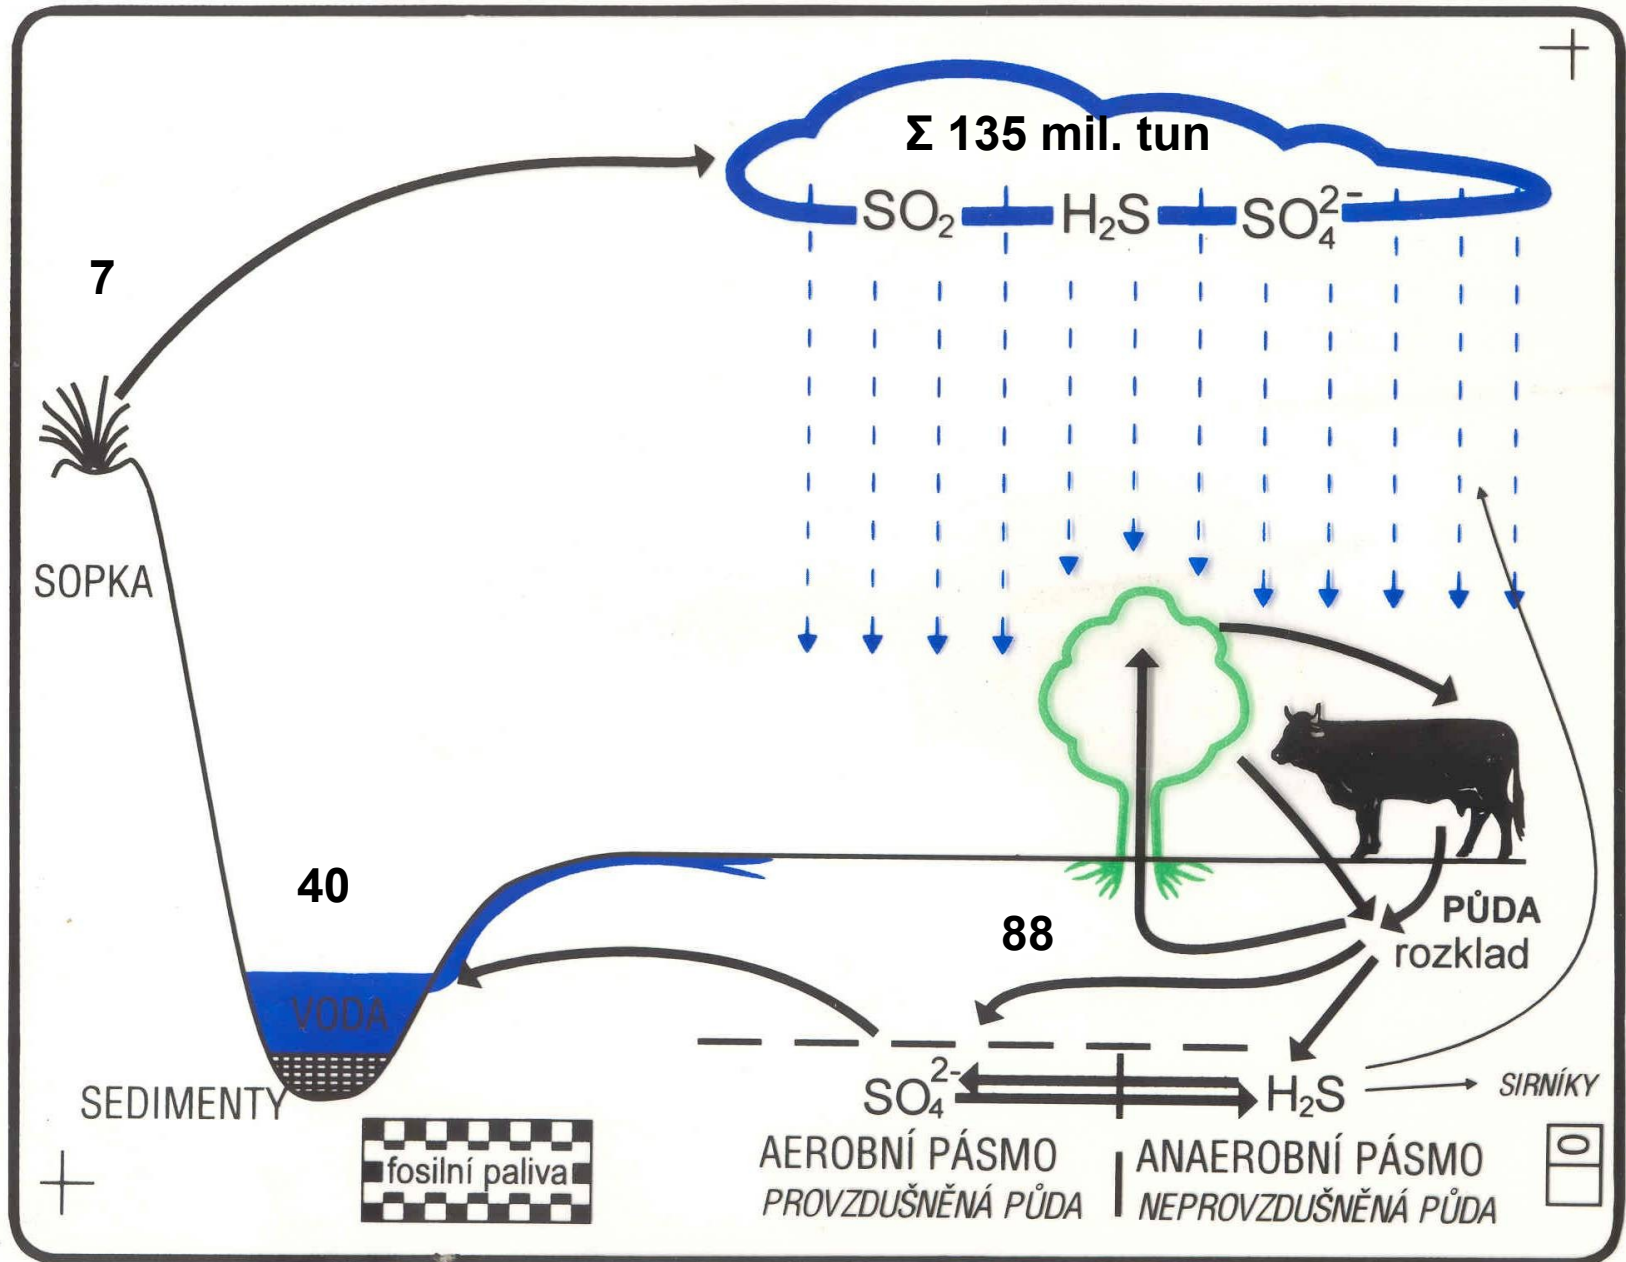 Σ 135 mil. tun
SO₂ H₂S SO₄²⁻
7
SOPKA
40
88
PŮDA
rozklad
VODA
SEDIMENTY
SO₄²⁻ H₂S
SIRNÍKY
fosilní paliva
AEROBNÍ PÁSMO
PROVZDUŠNĚNÁ PŮDA
ANAEROBNÍ PÁSMO
NEPROVZDUŠNĚNÁ PŮDA
0